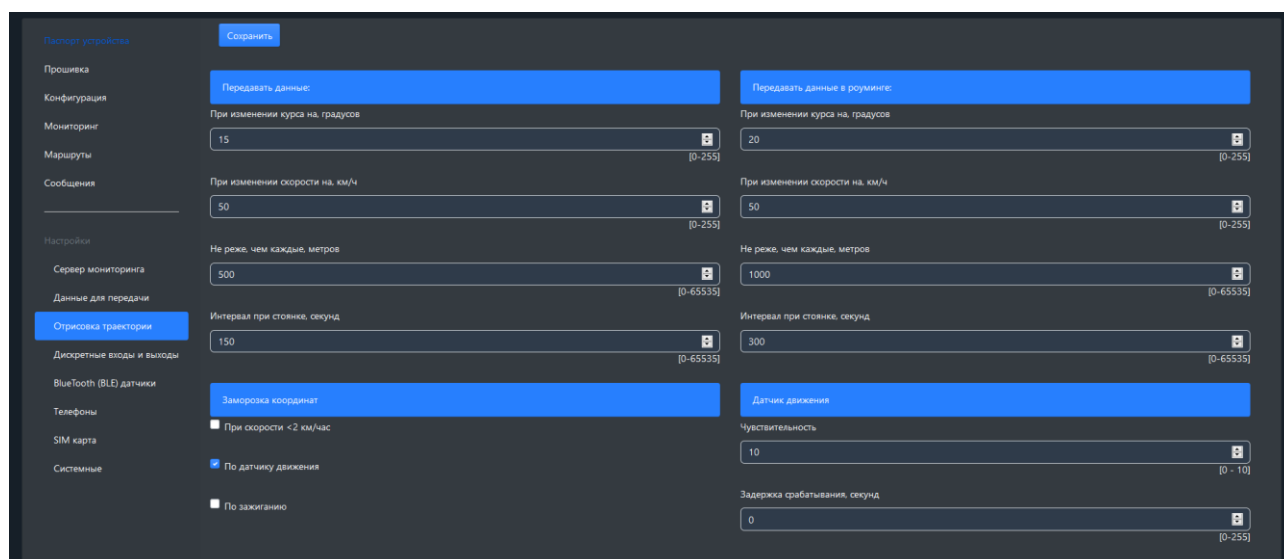 Паспорт устройства
Прошивка
Конфигурация
Мониторинг
Маршруты
Сообщения
Настройки
Сервер мониторинга
Данные для передачи
Отрисовка траектории
Дискретные входы и выходы
BlueTooth (BLE) датчики
Телефоны
SIM карта
Системные
Сохранить
Передавать данные:
При изменении курса на, градусов
15
[0-255]
При изменении скорости на, км/ч
50
[0-255]
Не реже, чем каждые, метров
500
[0-65535]
Интервал при стоянке, секунд
150
[0-65535]
Передавать данные в роуминге:
При изменении курса на, градусов
20
[0-255]
При изменении скорости на, км/ч
50
[0-255]
Не реже, чем каждые, метров
1000
[0-65535]
Интервал при стоянке, секунд
300
[0-65535]
Заморозка координат
При скорости <2 км/час
По датчику движения
По зажиганию
Датчик движения
Чувствительность
10
[0 - 10]
Задержка срабатывания, секунд
0
[0-255]